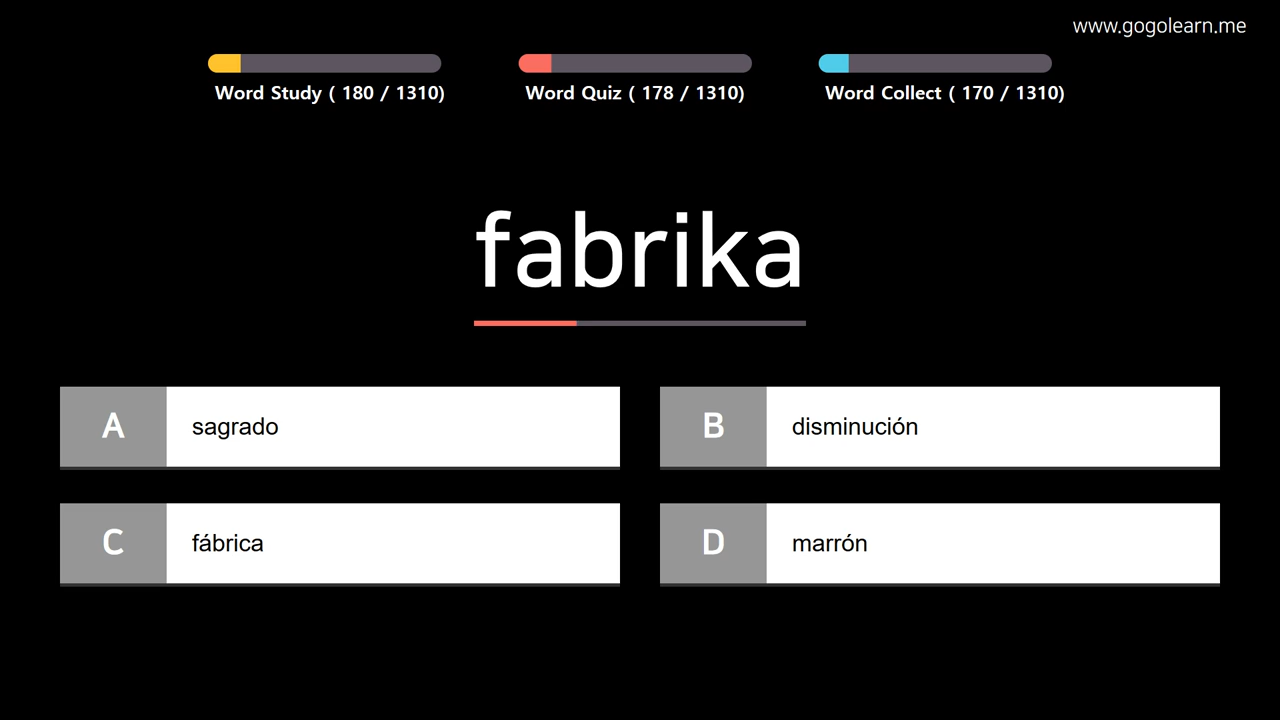 www.gogolearn.me
Word Study ( 180 / 1310)
Word Quiz ( 178 / 1310)
Word Collect ( 170 / 1310)
fabrika
A
sagrado
B
disminución
C
fábrica
D
marrón